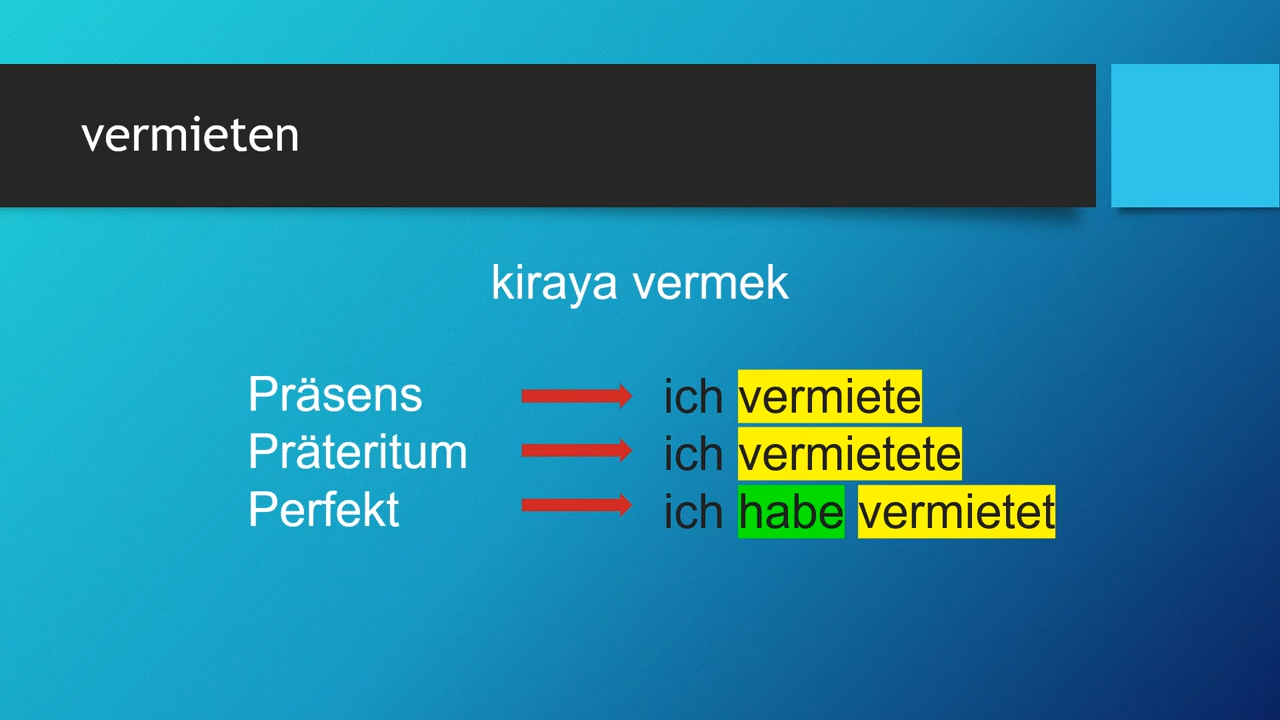 vermieten
kiraya vermek
Präsens ich vermiete
Präteritum ich vermietete
Perfekt ich habe vermietet